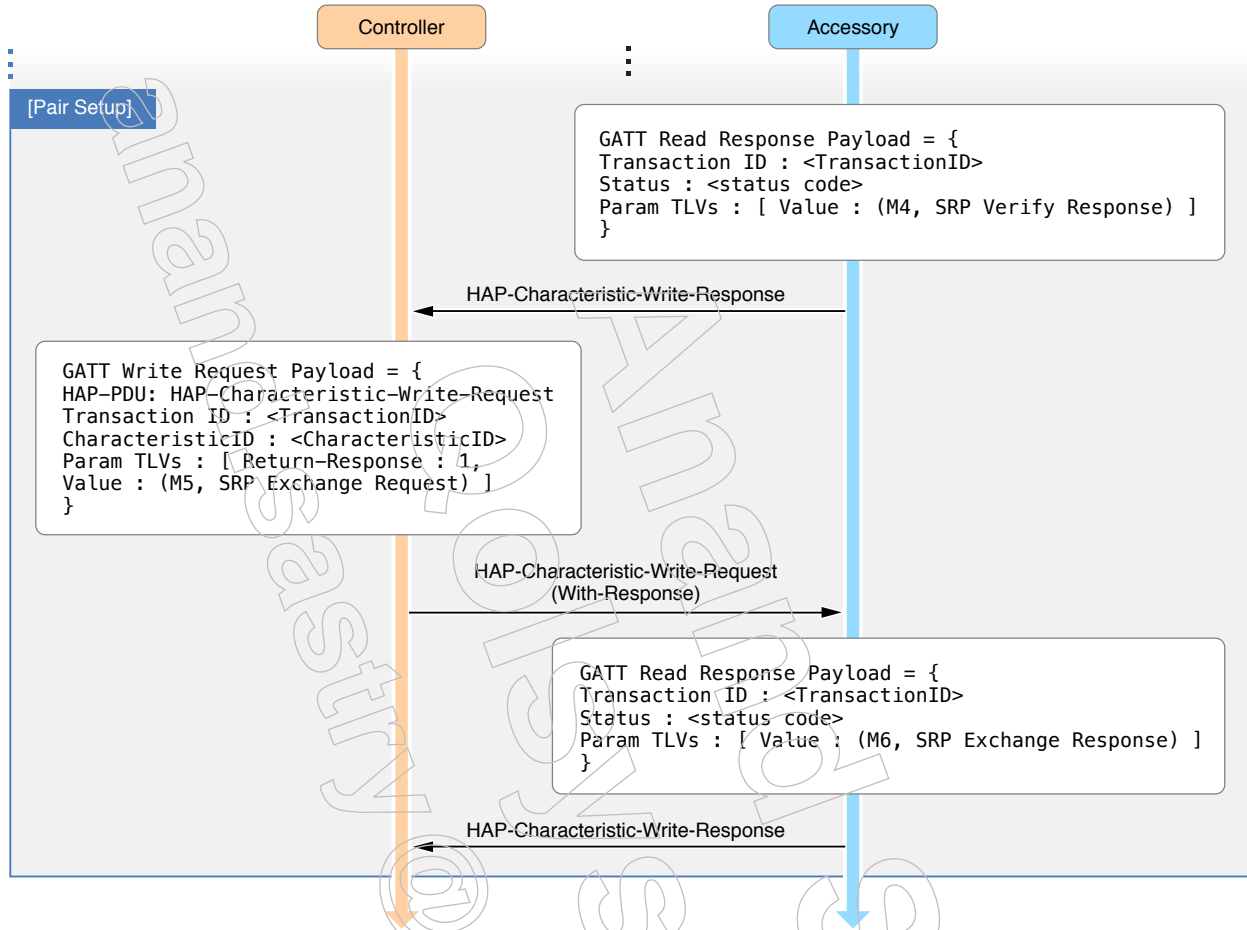 Controller
Accessory
[Pair Setup]
GATT Read Response Payload = {
Transaction ID : <TransactionID>
Status : <status code>
Param TLVs : [ Value : (M4, SRP Verify Response) ]
}
HAP-Characteristic-Write-Response
GATT Write Request Payload = {
HAP-PDU: HAP-Characteristic-Write-Request
Transaction ID : <TransactionID>
CharacteristicID : <CharacteristicID>
Param TLVs : [ Return-Response : 1,
Value : (M5, SRP Exchange Request) ]
}
HAP-Characteristic-Write-Request
(With-Response)
GATT Read Response Payload = {
Transaction ID : <TransactionID>
Status : <status code>
Param TLVs : [ Value : (M6, SRP Exchange Response) ]
}
HAP-Characteristic-Write-Response
anand.sastry@
Qolsys
Anand S